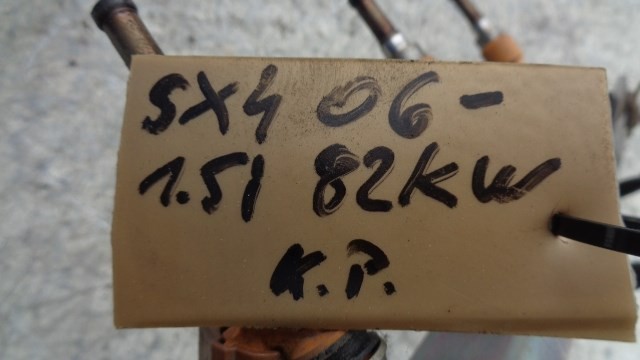 SX4 06-
1.5i 82KW
K.P.